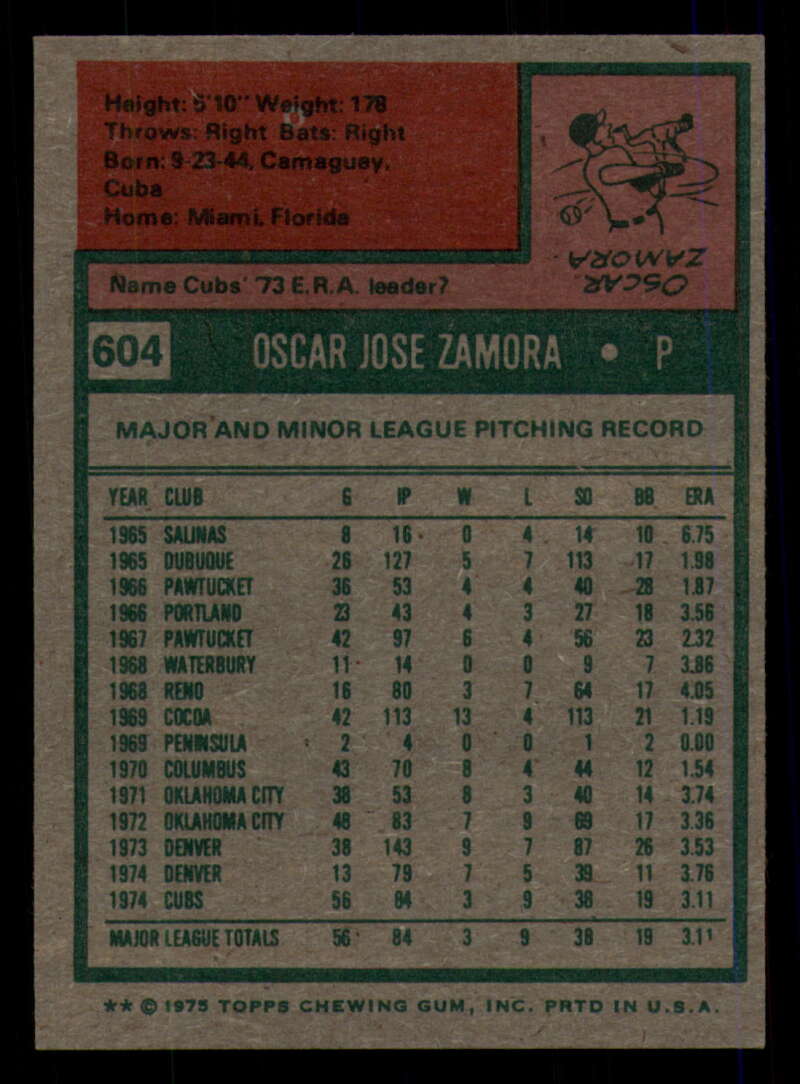 Height: 5'10" Weight: 178
Throws: Right Bats: Right
Born: 9-23-44, Camaguey,
Cuba
Home: Miami, Florida
Name Cubs' '73 E.R.A. leader?
OSCAR
ZAMORA
604 OSCAR JOSE ZAMORA • P
MAJOR AND MINOR LEAGUE PITCHING RECORD
YEAR CLUB G IP W L SO BB ERA
1965 SALINAS 8 16 0 4 14 10 6.75
1965 DUBUQUE 26 127 5 7 113 17 1.98
1966 PAWTUCKET 36 53 4 4 40 28 1.87
1966 PORTLAND 23 43 4 3 27 18 3.56
1967 PAWTUCKET 42 97 6 4 56 23 2.32
1968 WATERBURY 11 14 0 0 9 7 3.86
1968 RENO 16 80 3 7 64 17 4.05
1969 COCOA 42 113 13 4 113 21 1.19
1969 PENINSULA 2 4 0 0 1 2 0.00
1970 COLUMBUS 43 70 8 4 44 12 1.54
1971 OKLAHOMA CITY 38 53 8 3 40 14 3.74
1972 OKLAHOMA CITY 48 83 7 9 69 17 3.36
1973 DENVER 38 143 9 7 87 26 3.53
1974 DENVER 13 79 7 5 39 11 3.76
1974 CUBS 56 84 3 9 38 19 3.11
MAJOR LEAGUE TOTALS 56 84 3 9 38 19 3.11
** © 1975 TOPPS CHEWING GUM, INC. PRTD IN U.S.A.